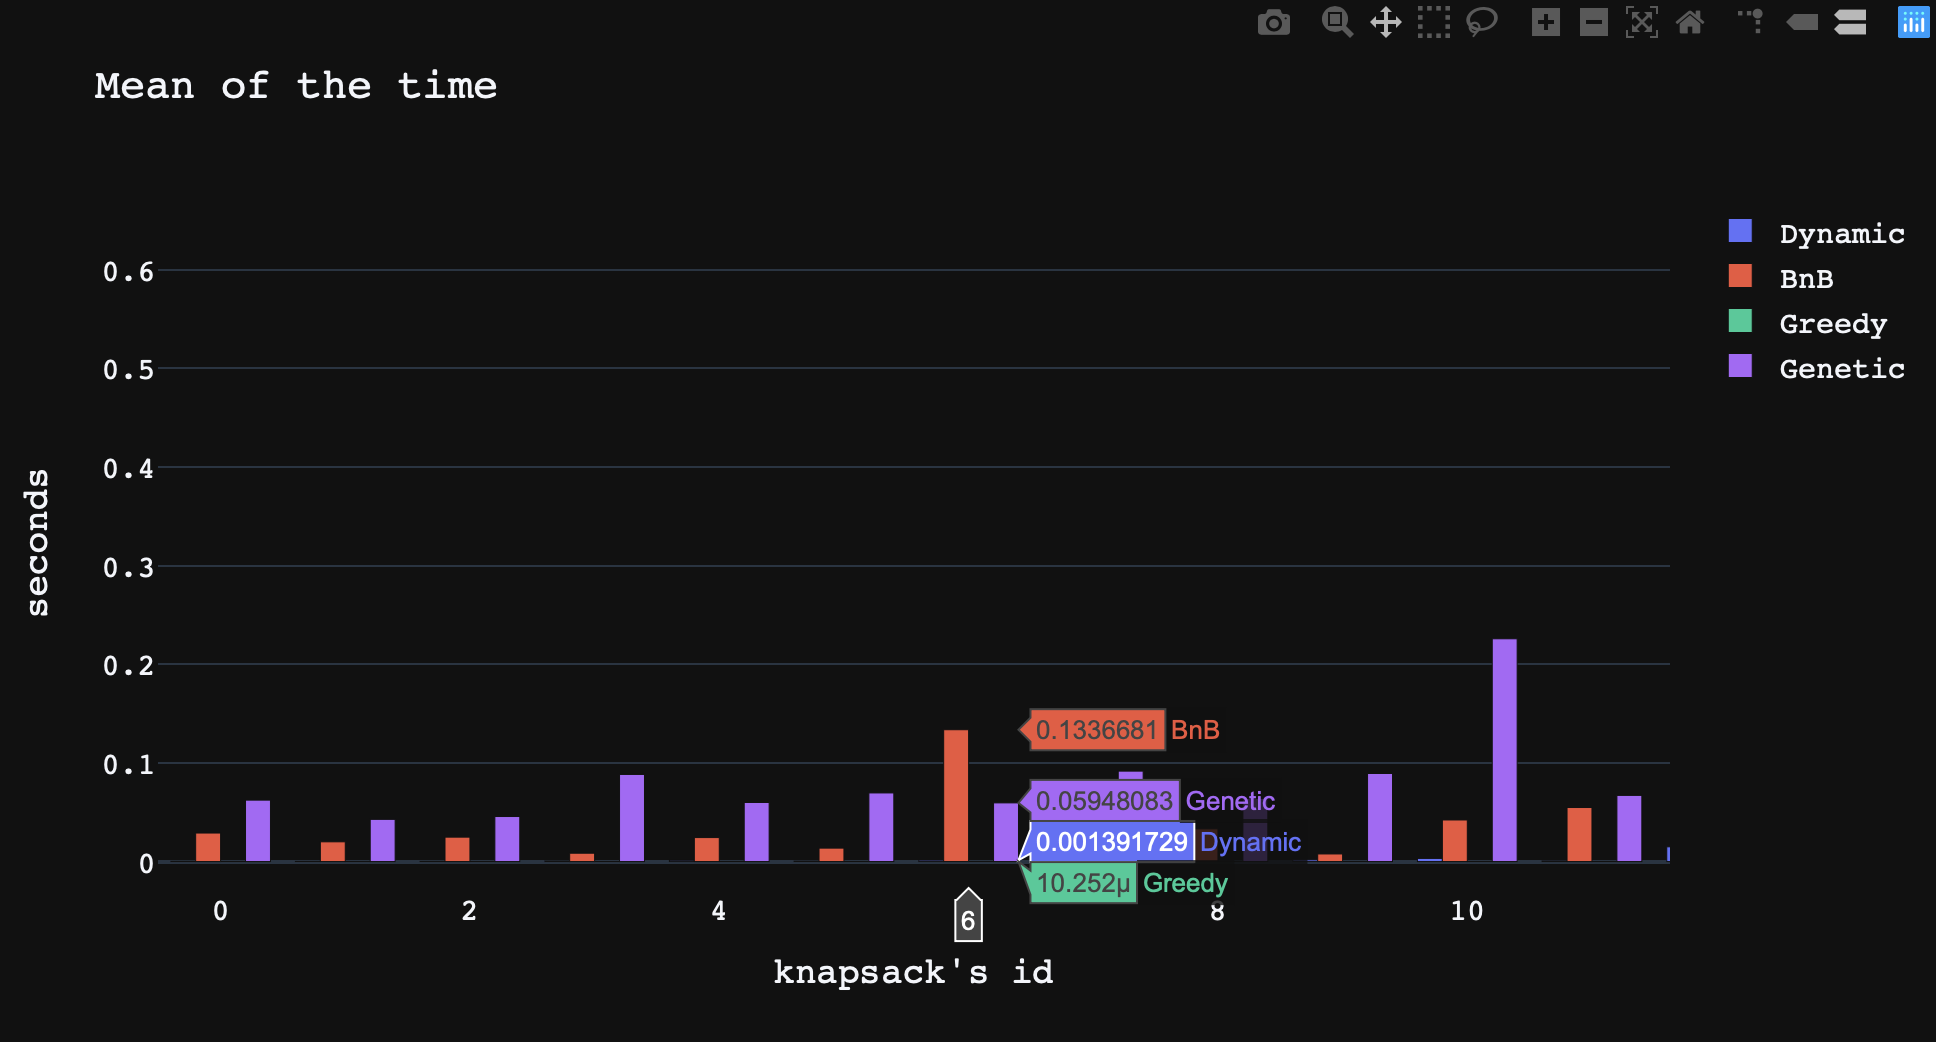 Mean of the time
Dynamic
BnB
Greedy
Genetic
0.6
0.5
0.4
0.3
0.2
0.1
0
seconds
0.1336681 BnB
0.05948083 Genetic
0.001391729 Dynamic
10.252µ Greedy
0 2 4 6 8 10
knapsack's id